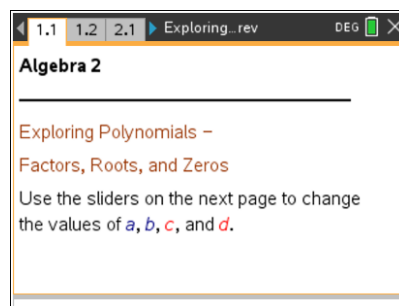 1.1 1.2 2.1 Exploring...rev DEG
Algebra 2
Exploring Polynomials –
Factors, Roots, and Zeros
Use the sliders on the next page to change
the values of a, b, c, and d.